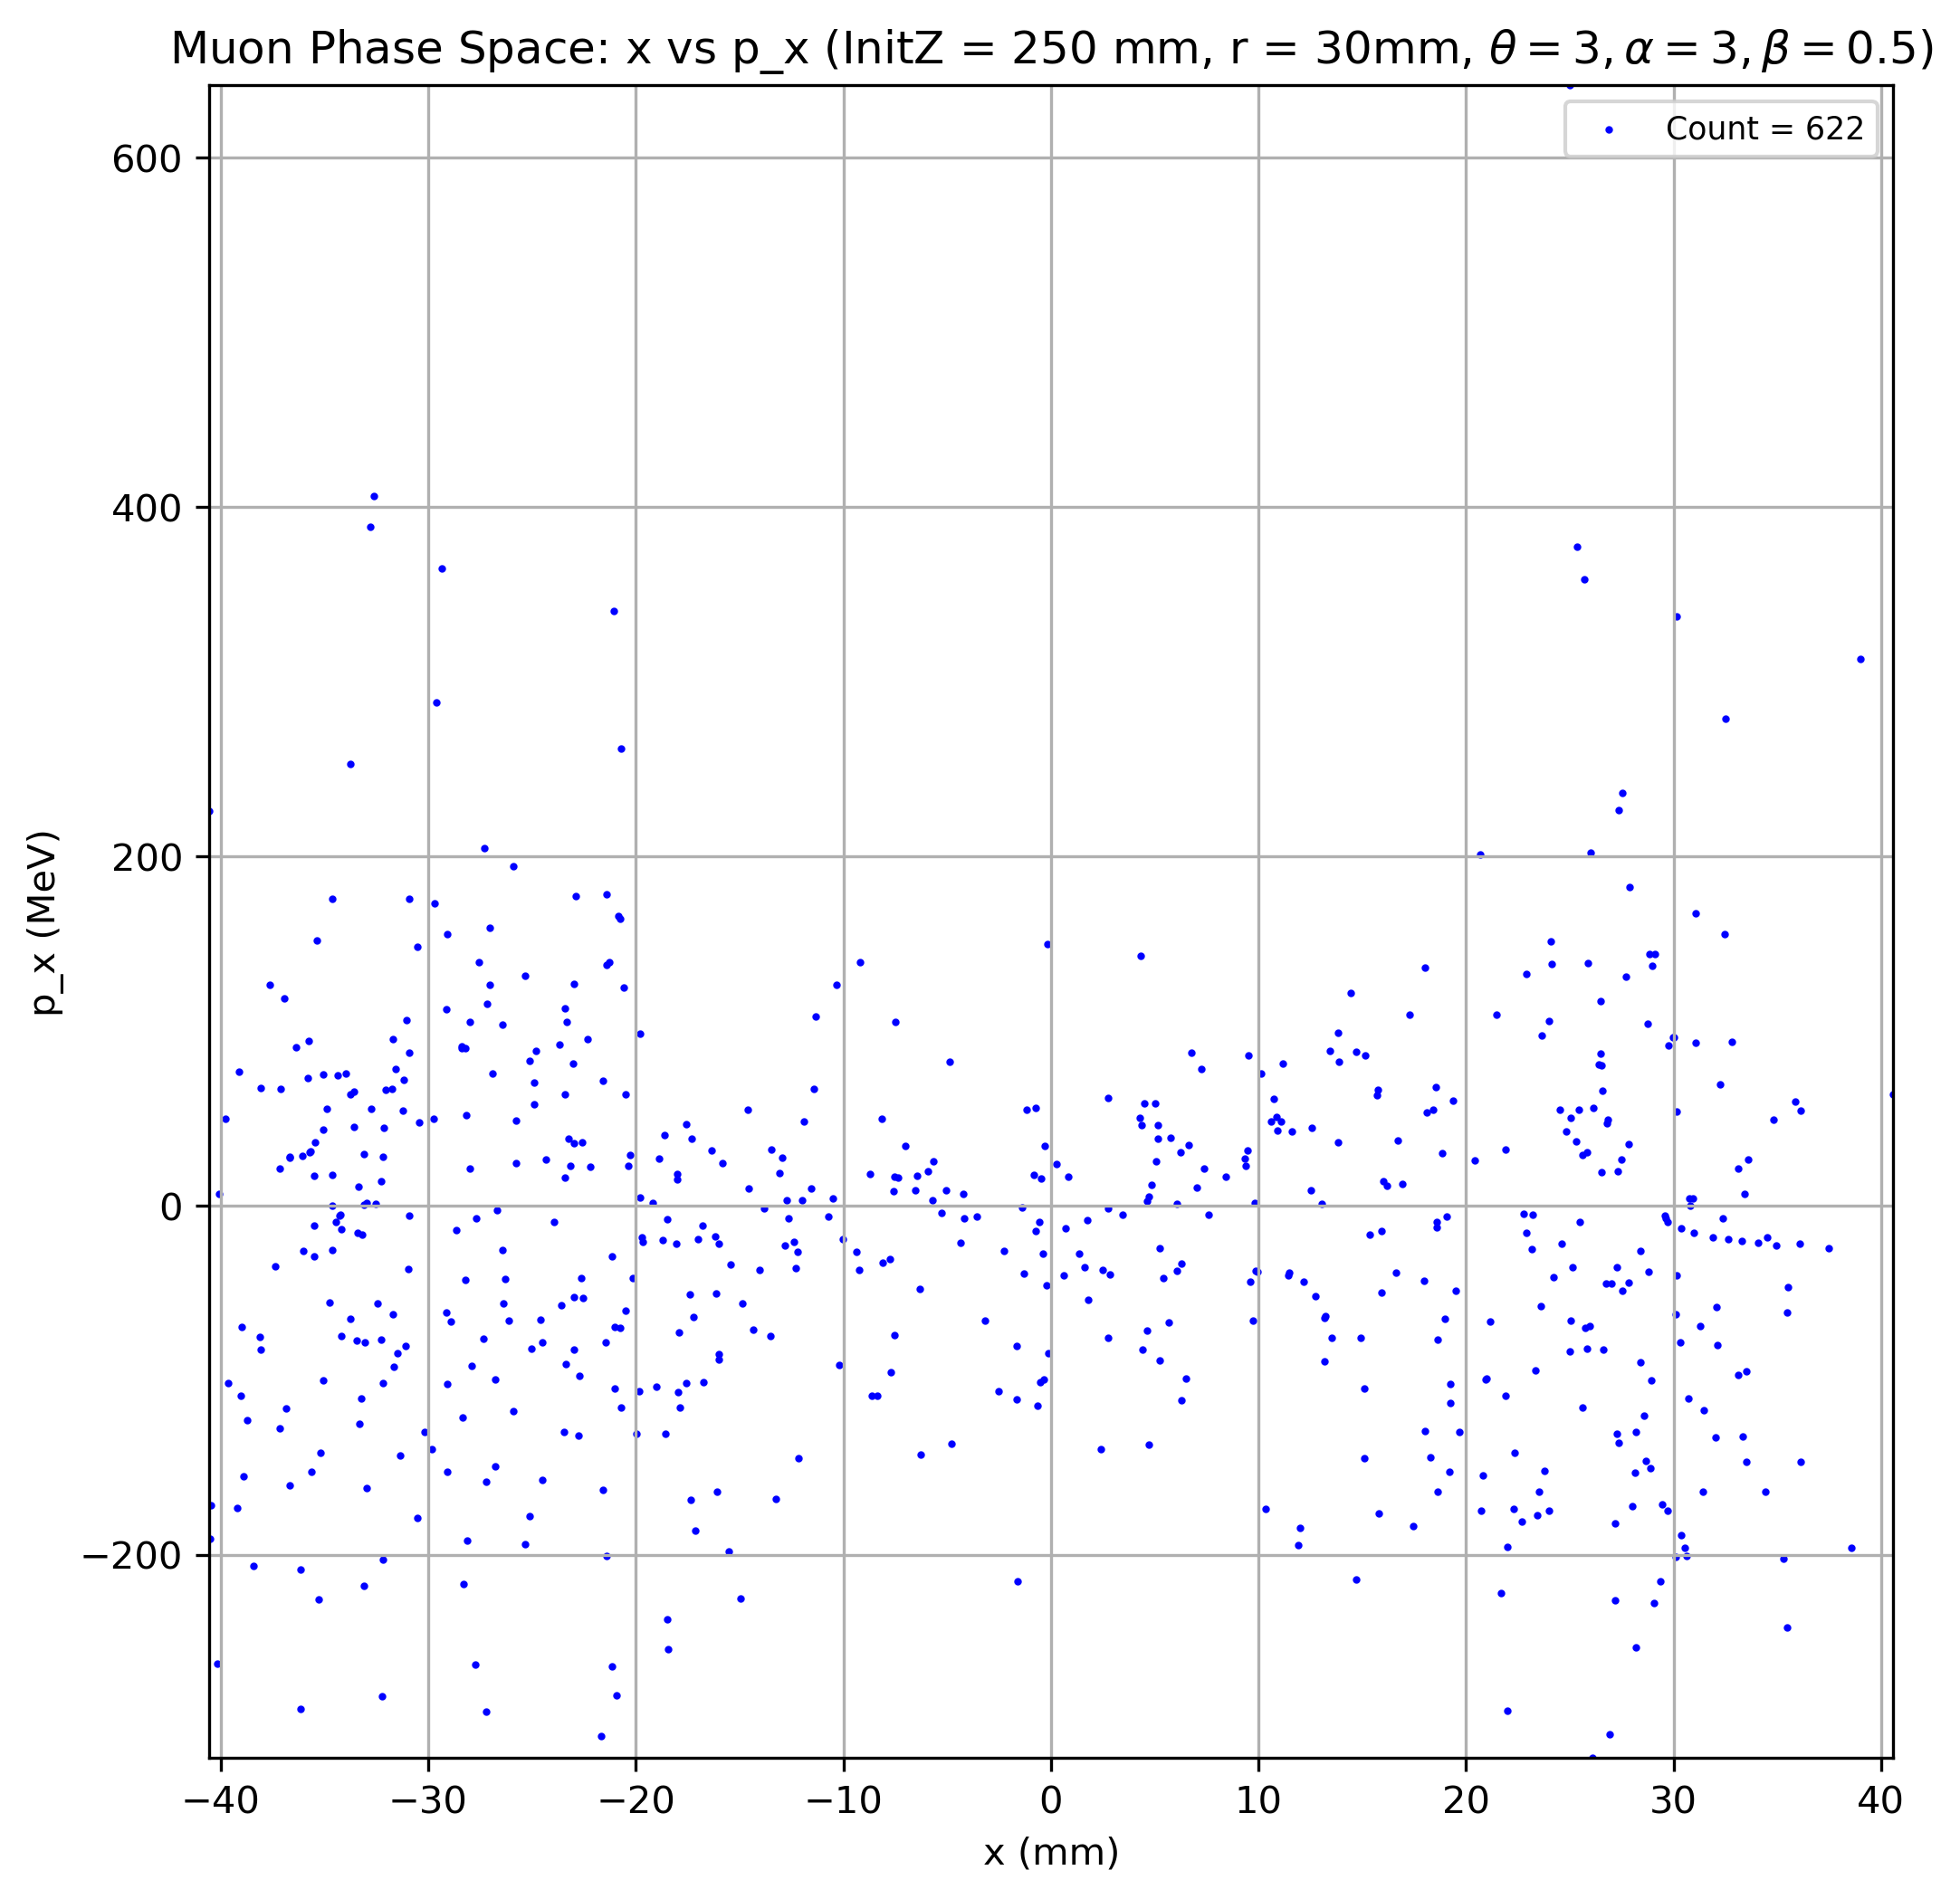 Muon Phase Space: x vs p_x (InitZ = 250 mm, r = 30mm, θ = 3, α = 3, β = 0.5)
Count = 622
600
400
200
0
−200
p_x (MeV)
−40 −30 −20 −10 0 10 20 30 40
x (mm)